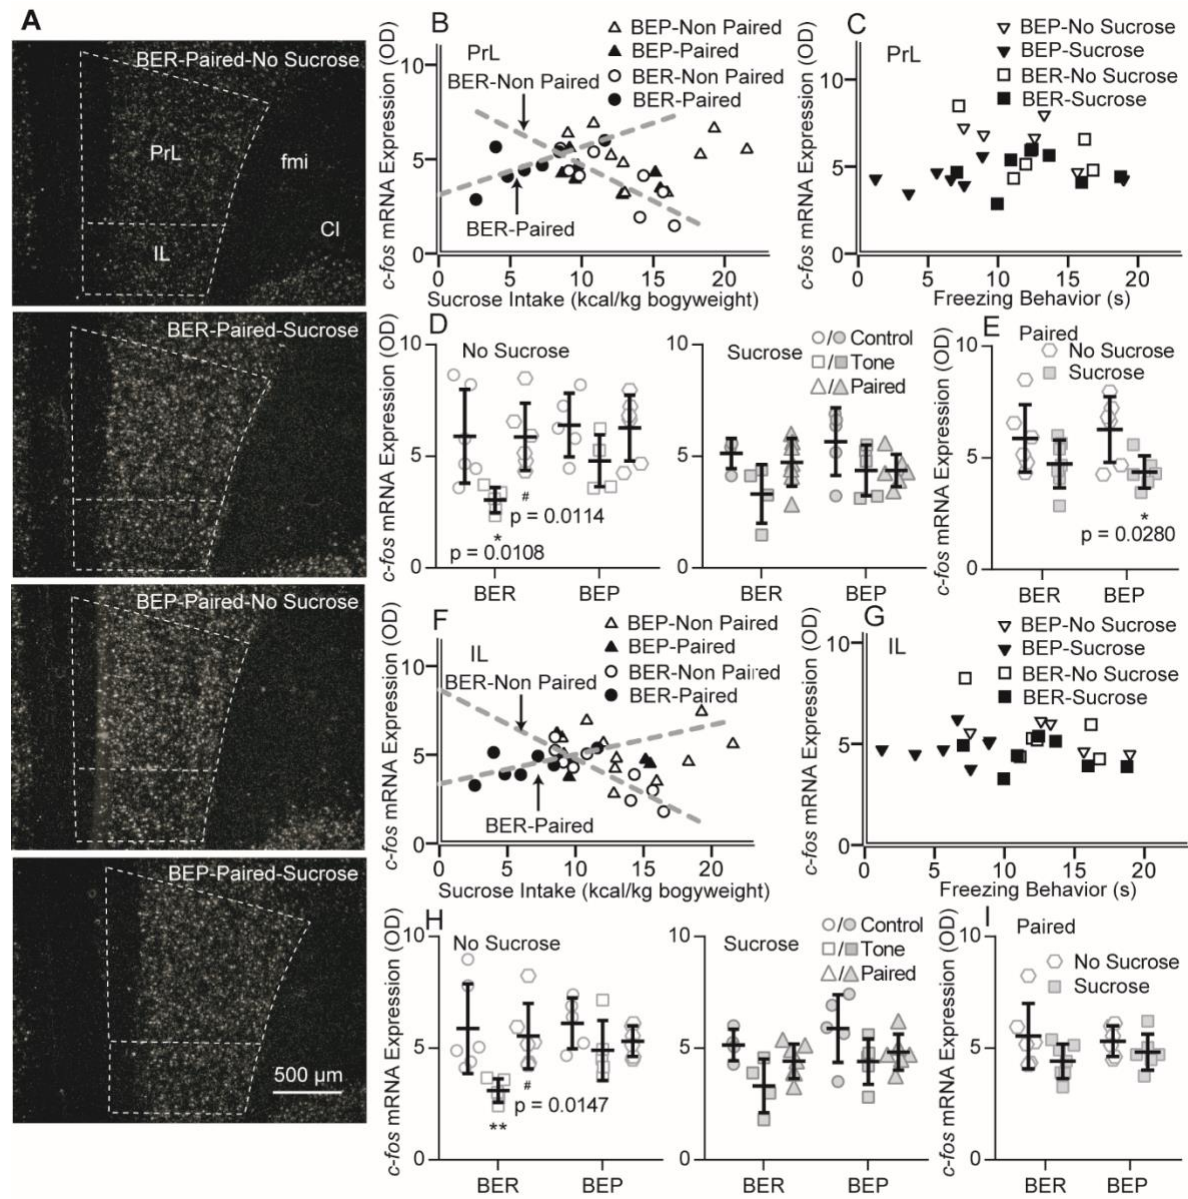 A
BER-Paired-No Sucrose
PrL
fmi
Cl
IL
BER-Paired-Sucrose
BEP-Paired-No Sucrose
BEP-Paired-Sucrose
500 µm
B
PrL
BEP-Non Paired
BEP-Paired
BER-Non Paired
BER-Paired
BER-Non Paired
BER-Paired
c-fos mRNA Expression (OD)
10
5
0
0 5 10 15 20
Sucrose Intake (kcal/kg bogyweight)
C
PrL
BEP-No Sucrose
BEP-Sucrose
BER-No Sucrose
BER-Sucrose
c-fos mRNA Expression (OD)
10
5
0
0 5 10 15 20
Freezing Behavior (s)
D
No Sucrose
c-fos mRNA Expression (OD)
10
5
0
#
p = 0.0114
*
p = 0.0108
BER BEP
Sucrose
○/● Control
□/■ Tone
△/▲ Paired
10
5
0
BER BEP
E
Paired
No Sucrose
Sucrose
c-fos mRNA Expression (OD)
10
5
0
*
p = 0.0280
BER BEP
F
IL
BEP-Non Paired
BEP-Paired
BER-Non Paired
BER-Paired
BER-Non Paired
BER-Paired
c-fos mRNA Expression (OD)
10
5
0
0 5 10 15 20
Sucrose Intake (kcal/kg bogyweight)
G
IL
BEP-No Sucrose
BEP-Sucrose
BER-No Sucrose
BER-Sucrose
c-fos mRNA Expression (OD)
10
5
0
0 5 10 15 20
Freezing Behavior (s)
H
No Sucrose
c-fos mRNA Expression (OD)
10
5
0
#
p = 0.0147
**
BER BEP
Sucrose
○/● Control
□/■ Tone
△/▲ Paired
10
5
0
BER BEP
I
Paired
No Sucrose
Sucrose
c-fos mRNA Expression (OD)
10
5
0
BER BEP